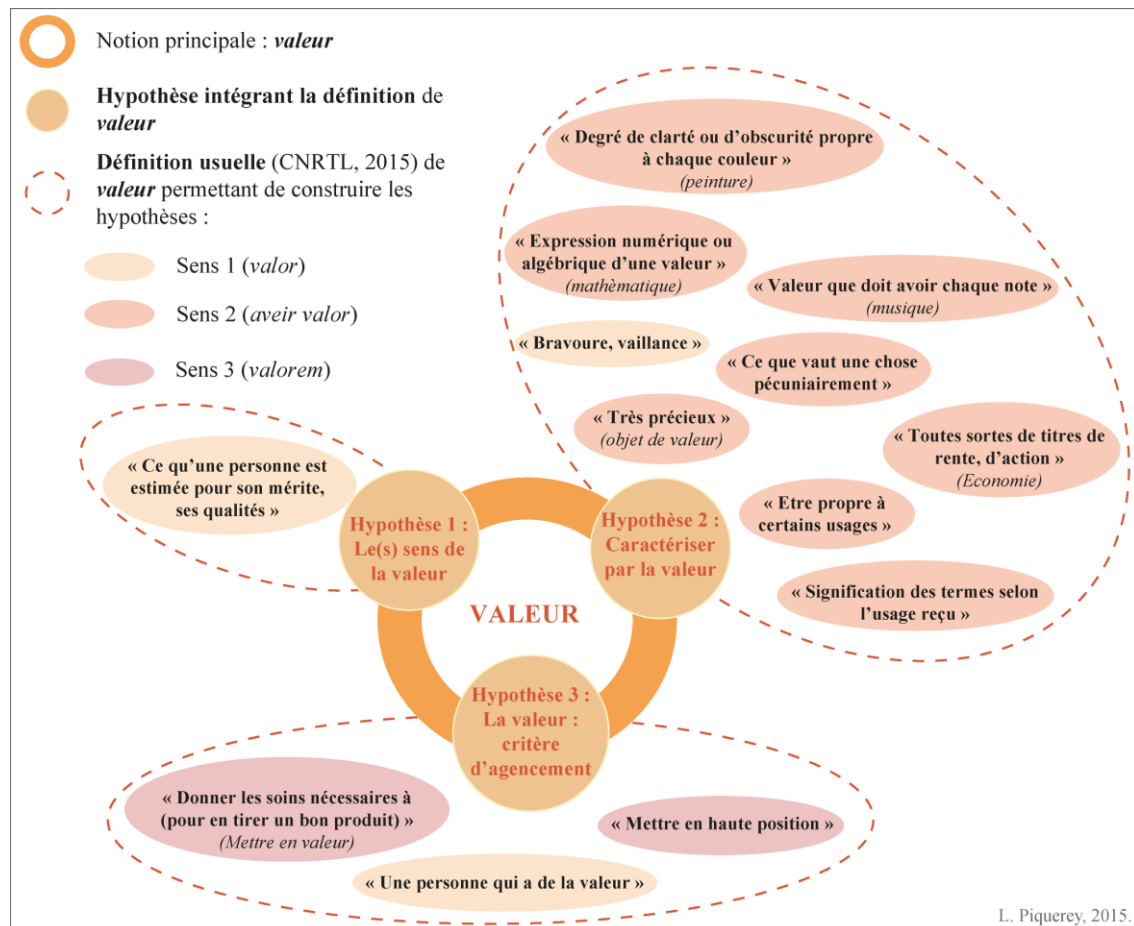 Notion principale : valeur
Hypothèse intégrant la définition de
valeur
Définition usuelle (CNRTL, 2015) de
valeur permettant de construire les
hypothèses :
Sens 1 (valor)
Sens 2 (aveir valor)
Sens 3 (valorem)
« Degré de clarté ou d’obscurité propre
à chaque couleur »
(peinture)
« Expression numérique ou
algébrique d’une valeur »
(mathèmatique)
« Valeur que doit avoir chaque note »
(musique)
« Bravoure, vaillance »
« Ce que vaut une chose
pécuniairement »
« Très précieux »
(objet de valeur)
« Toutes sortes de titres de
rente, d’action »
(Economie)
« Etre propre à
certains usages »
« Signification des termes selon
l’usage reçu »
« Ce qu’une personne est
estimée pour son mérite,
ses qualités »
Hypothèse 1 :
Le(s) sens de
la valeur
Hypothèse 2 :
Caractériser
par la valeur
VALEUR
Hypothèse 3 :
La valeur :
critère
d’agencement
« Donner les soins nécessaires à
(pour en tirer un bon produit) »
(Mettre en valeur)
« Mettre en haute position »
« Une personne qui a de la valeur »
L. Piquerey, 2015.